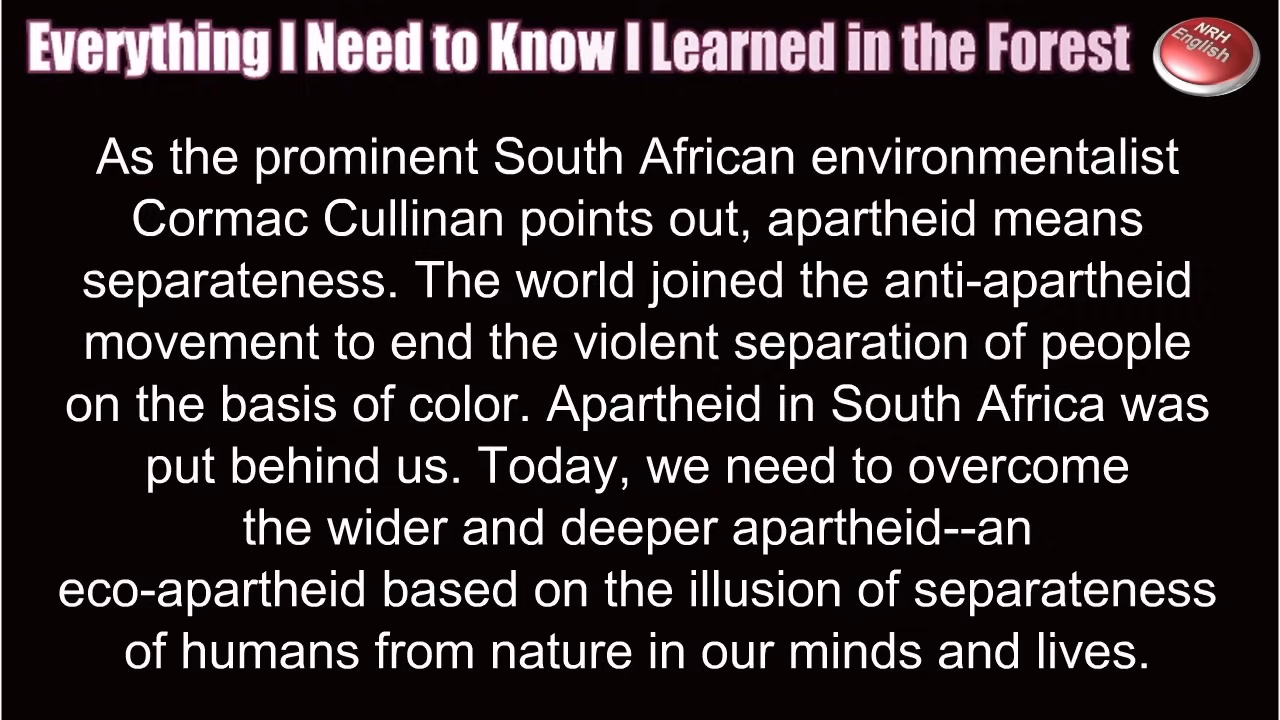 Everything I Need to Know I Learned in the Forest
NRH
English
As the prominent South African environmentalist
Cormac Cullinan points out, apartheid means
separateness. The world joined the anti-apartheid
movement to end the violent separation of people
on the basis of color. Apartheid in South Africa was
put behind us. Today, we need to overcome
the wider and deeper apartheid--an
eco-apartheid based on the illusion of separateness
of humans from nature in our minds and lives.